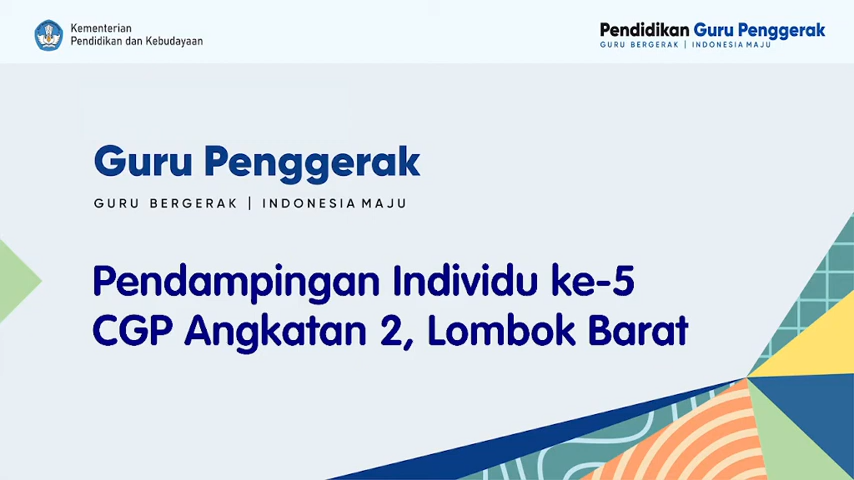 Kementerian
Pendidikan dan Kebudayaan
Pendidikan Guru Penggerak
GURU BERGERAK | INDONESIA MAJU
Guru Penggerak
GURU BERGERAK | INDONESIA MAJU
Pendampingan Individu ke-5
CGP Angkatan 2, Lombok Barat